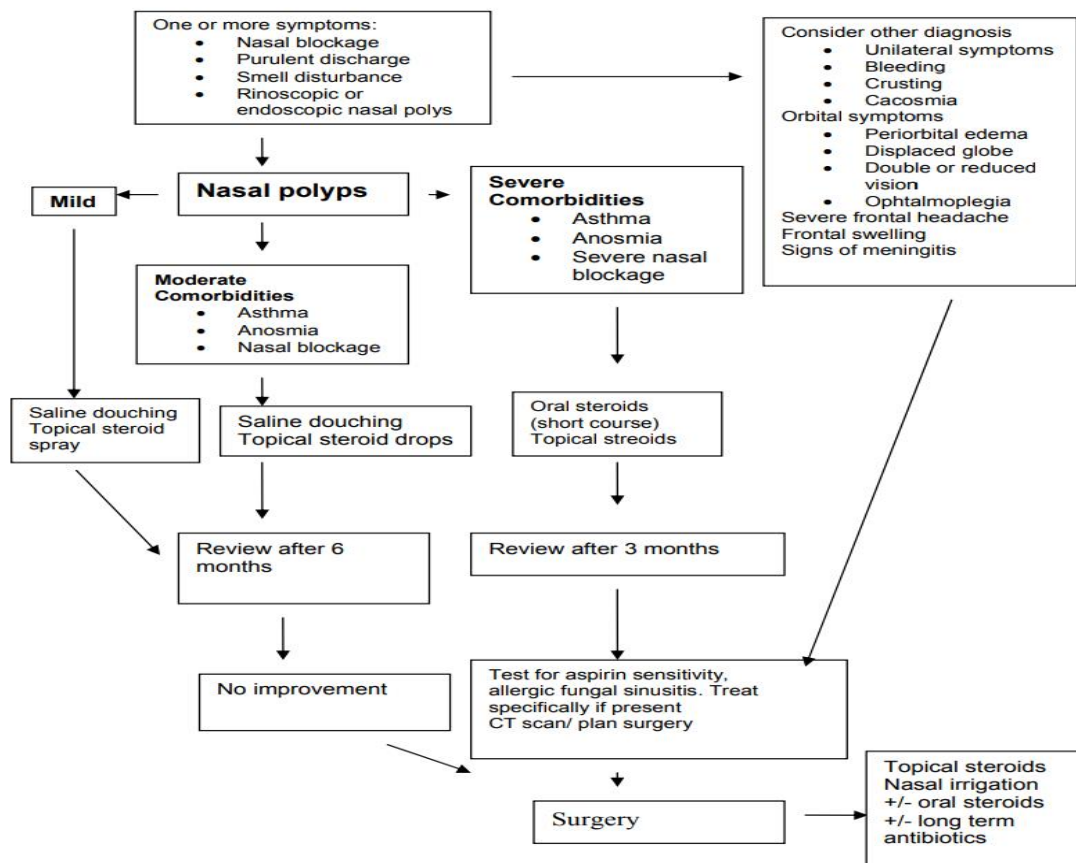 One or more symptoms:
• Nasal blockage
• Purulent discharge
• Smell disturbance
• Rinoscopic or
endoscopic nasal polys
Consider other diagnosis
• Unilateral symptoms
• Bleeding
• Crusting
• Cacosmia
Orbital symptoms
• Periorbital edema
• Displaced globe
• Double or reduced
vision
• Ophtalmoplegia
Severe frontal headache
Frontal swelling
Signs of meningitis
Mild
Nasal polyps
Severe
Comorbidities
• Asthma
• Anosmia
• Severe nasal
blockage
Moderate
Comorbidities
• Asthma
• Anosmia
• Nasal blockage
Saline douching
Topical steroid
spray
Saline douching
Topical steroid drops
Oral steroids
(short course)
Topical streoids
Review after 6
months
Review after 3 months
No improvement
Test for aspirin sensitivity,
allergic fungal sinusitis. Treat
specifically if present
CT scan/ plan surgery
Surgery
Topical steroids
Nasal irrigation
+/- oral steroids
+/- long term
antibiotics